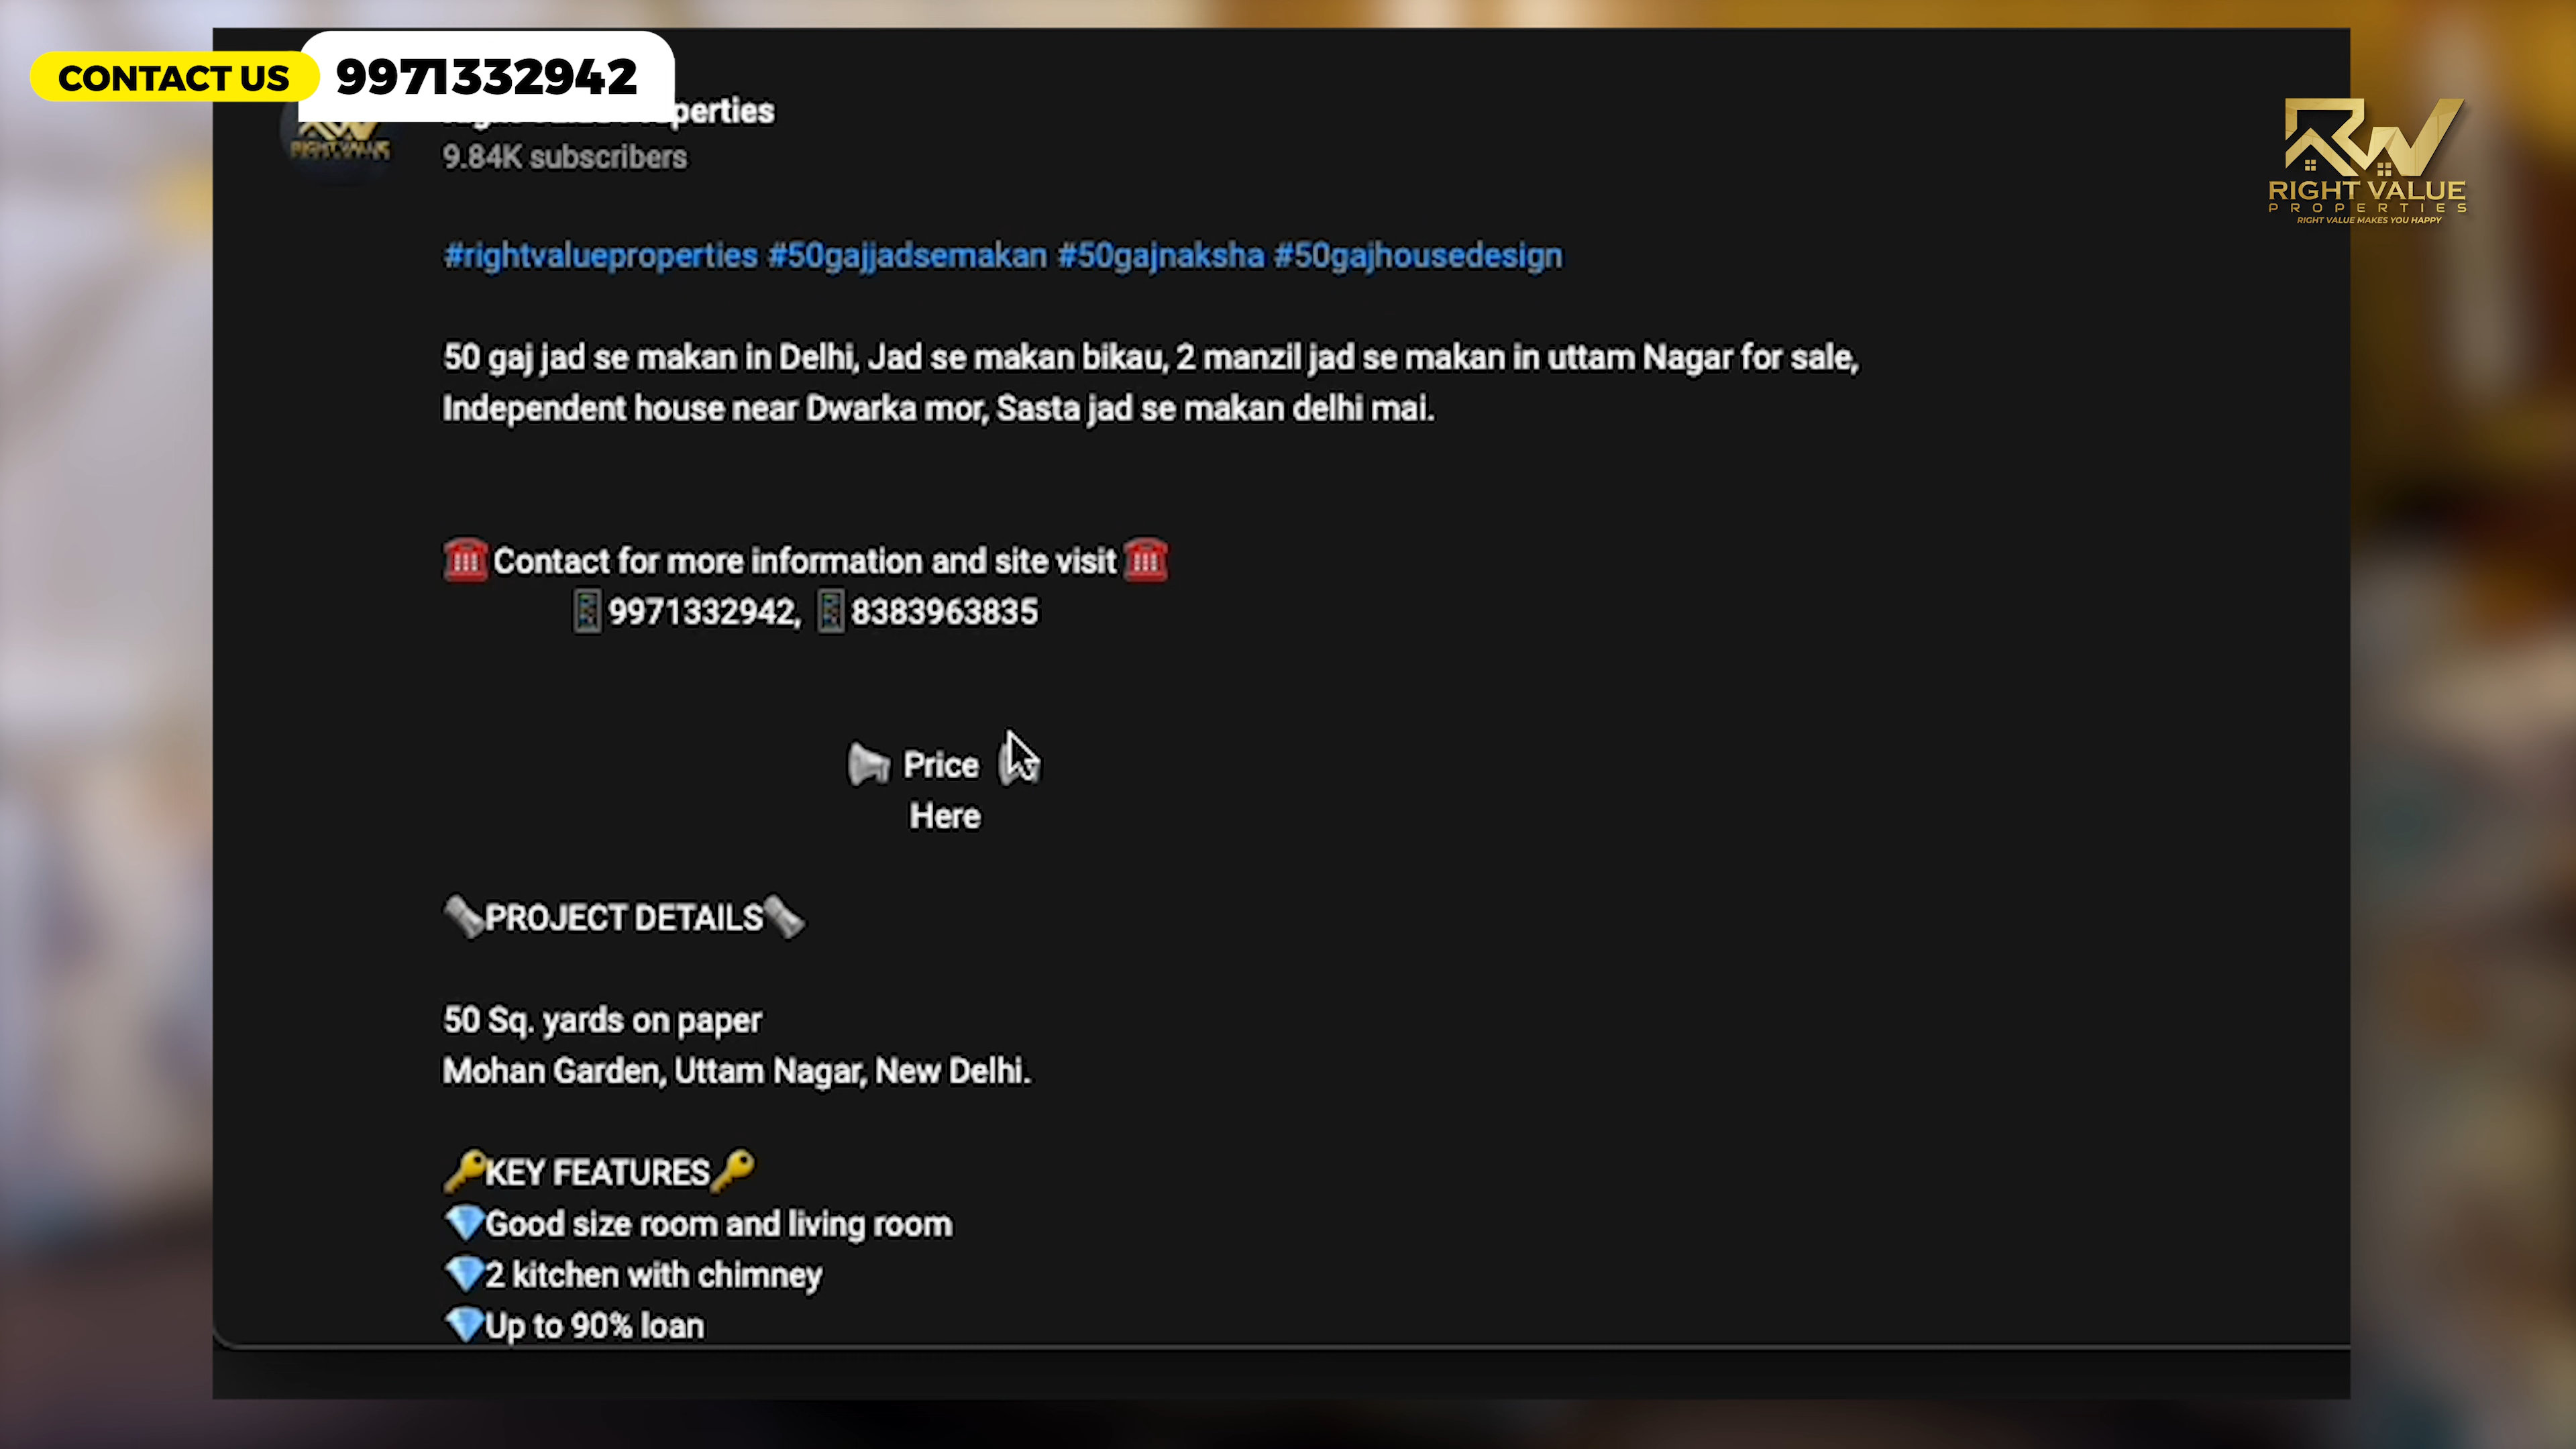 CONTACT US 9971332942
perties
9.84K subscribers
RIGHT VALUE
RW
RIGHT VALUE
PROPERTIES
RIGHT VALUE MAKES YOU HAPPY
#rightvalueproperties #50gajjadsemakan #50gajnaksha #50gajhousedesign
50 gaj jad se makan in Delhi, Jad se makan bikau, 2 manzil jad se makan in uttam Nagar for sale,
Independent house near Dwarka mor, Sasta jad se makan delhi mai.
☎️Contact for more information and site visit☎️
📱9971332942, 📱8383963835
Price
Here
PROJECT DETAILS
50 Sq. yards on paper
Mohan Garden, Uttam Nagar, New Delhi.
🔑KEY FEATURES🔑
💎Good size room and living room
💎2 kitchen with chimney
💎Up to 90% loan